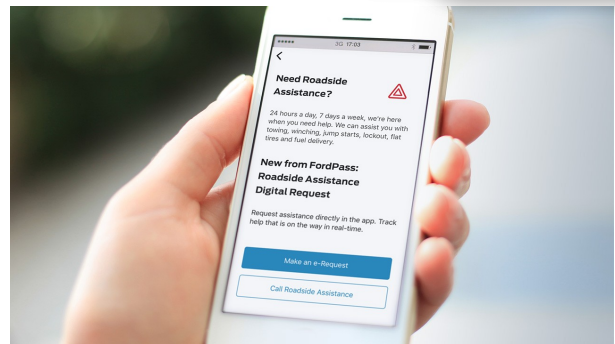 3G 17:03
Need Roadside
Assistance?
24 hours a day, 7 days a week, we're here
when you need help. We can assist you with
towing, winching, jump starts, lockout, flat
tires and fuel delivery.
New from FordPass:
Roadside Assistance
Digital Request
Request assistance directly in the app. Track
help that is on the way in real-time.
Make an e-Request
Call Roadside Assistance